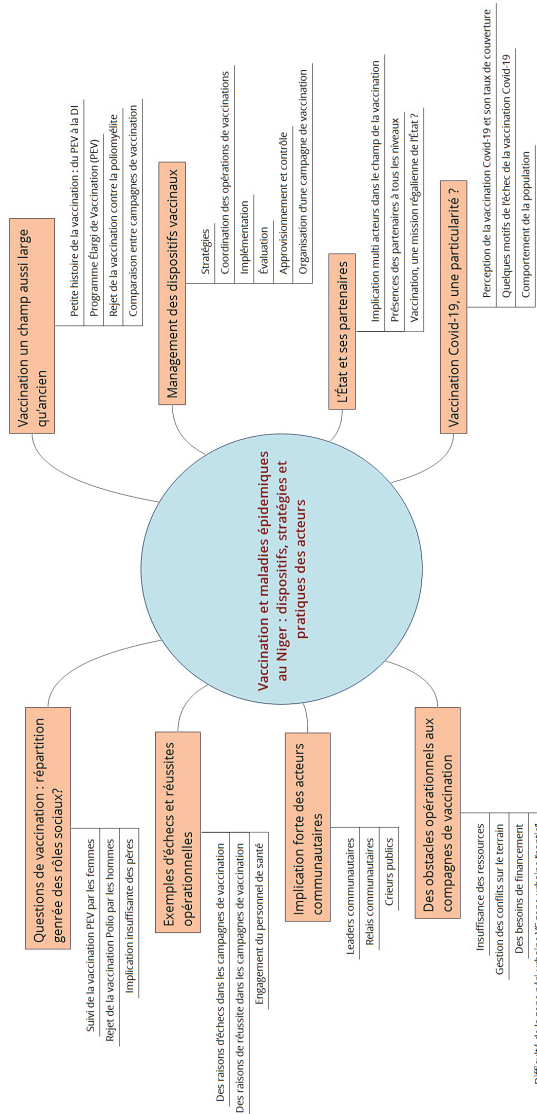 Vaccination et maladies épidemiques
au Niger : dispositifs, stratégies et
pratiques des acteurs
Questions de vaccination : répartition
genrée des rôles sociaux?
Suivi de la vaccination PEV par les femmes
Rejet de la vaccination Polio par les hommes
Implication insuffisante des pères
Exemples d'échecs et réussites
opérationnelles
Des raisons d'échecs dans les campagnes de vaccination
Des raisons de réussite dans les campagnes de vaccination
Engagement du personnel de santé
Implication forte des acteurs
communautaires
Leaders communautaires
Relais communautaires
Crieurs publics
Des obstacles opérationnels aux
compagnes de vaccination
Insuffisance des ressources
Gestion des conflits sur le terrain
Des besoins de financement
Vaccination un champ aussi large
qu'ancien
Petite histoire de la vaccination : du PEV à la DI
Programme Élargi de Vaccination (PEV)
Rejet de la vaccination contre la poliomyélite
Comparaison entre campagnes de vaccination
Management des dispositifs vaccinaux
Stratégies
Coordination des opérations de vaccinations
Implémentation
Évaluation
Approvisionnement et contrôle
Organisation d'une campagne de vaccination
L'État et ses partenaires
Implication multi acteurs dans le champ de la vaccination
Présences des partenaires à tous les niveaux
Vaccination, une mission régalienne de l'État ?
Vaccination Covid-19, une particularité ?
Perception de la vaccination Covid-19 et son taux de couverture
Quelques motifs de l'échec de la vaccination Covid-19
Comportement de la population